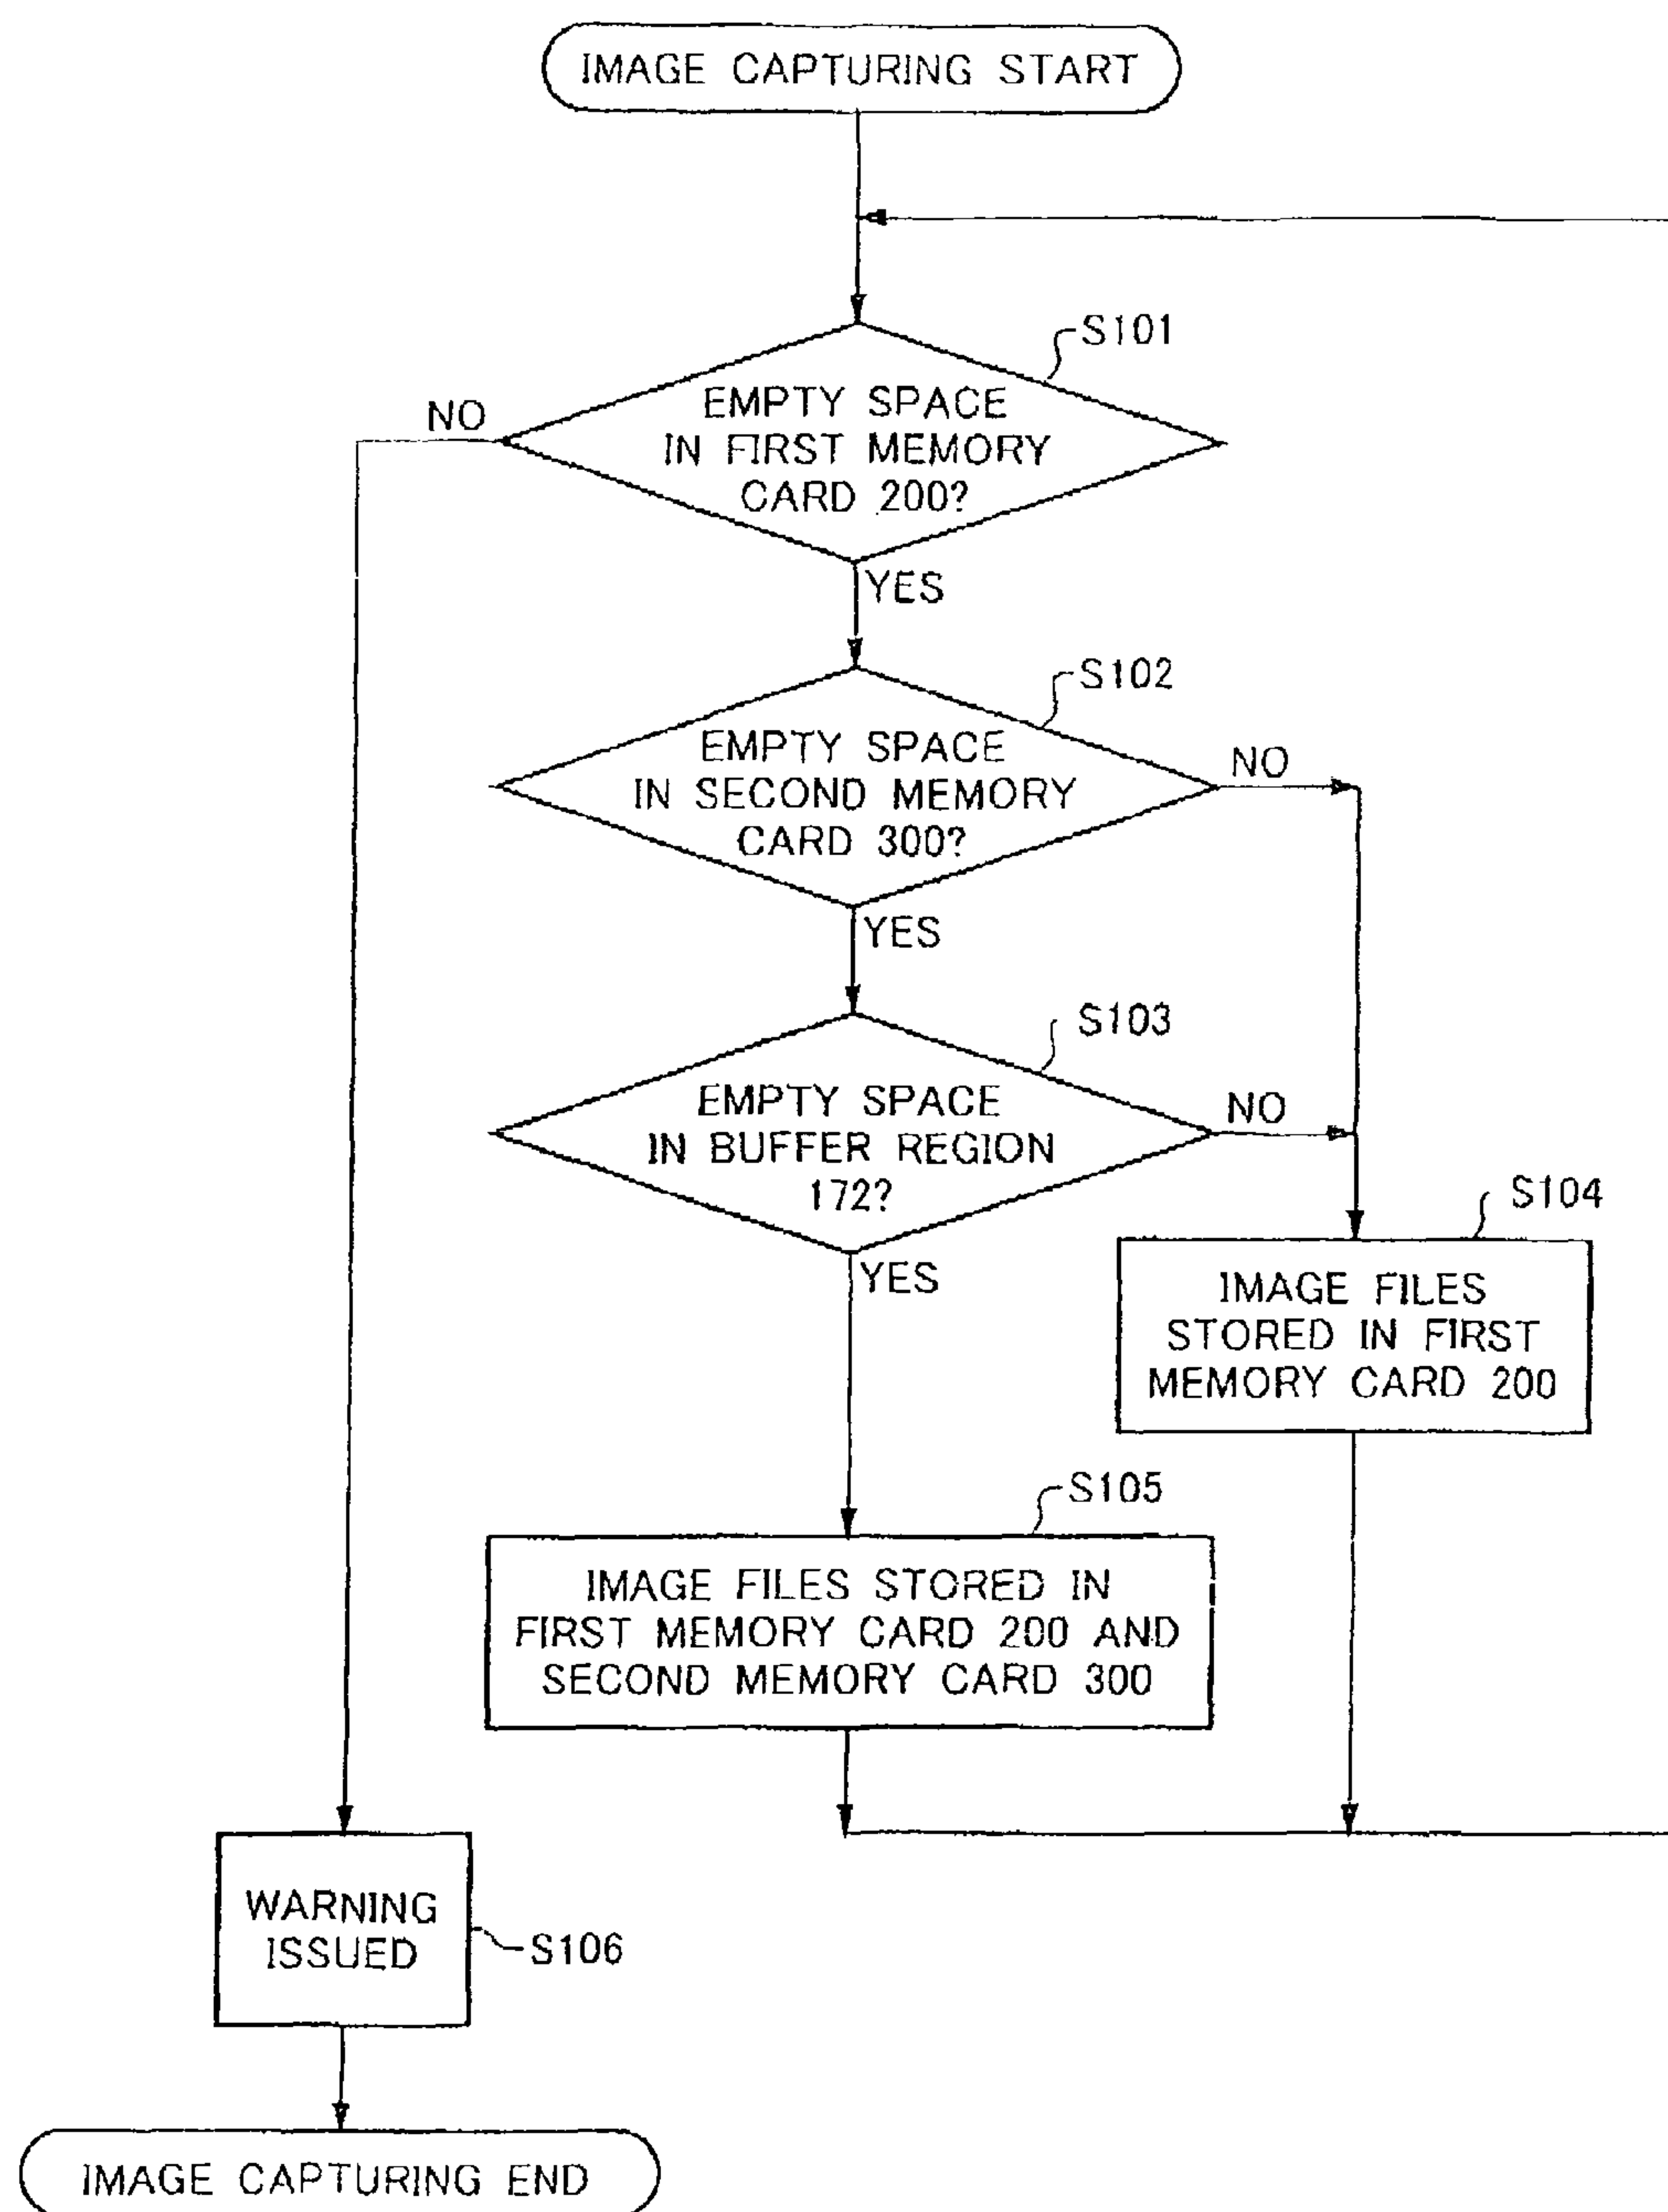 IMAGE CAPTURING START
S101
EMPTY SPACE
IN FIRST MEMORY
CARD 200?
NO
YES
S102
EMPTY SPACE
IN SECOND MEMORY
CARD 300?
NO
YES
S103
EMPTY SPACE
IN BUFFER REGION
172?
NO
YES
S104
IMAGE FILES
STORED IN FIRST
MEMORY CARD 200
S105
IMAGE FILES STORED IN
FIRST MEMORY CARD 200 AND
SECOND MEMORY CARD 300
WARNING
ISSUED
S106
IMAGE CAPTURING END